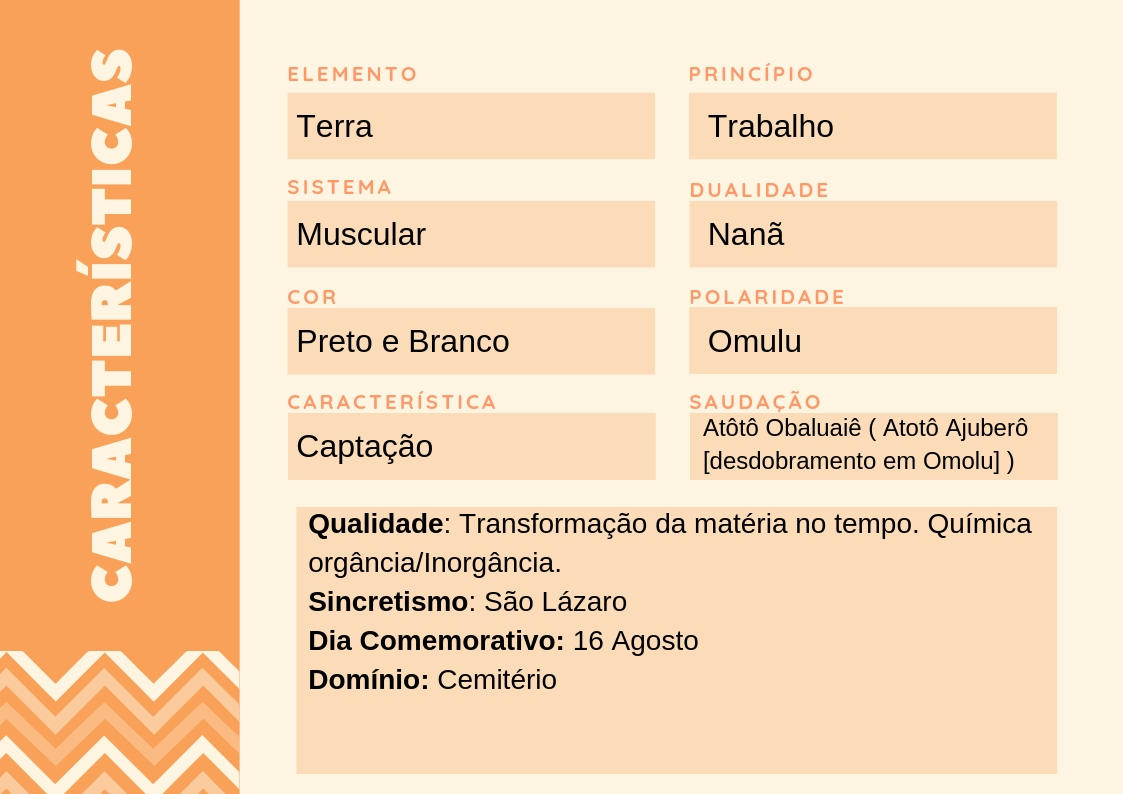 CARACTERÍSTICAS
ELEMENTO
Terra
PRINCÍPIO
Trabalho
SISTEMA
Muscular
DUALIDADE
Nanã
COR
Preto e Branco
POLARIDADE
Omulu
CARACTERÍSTICA
Captação
SAUDAÇÃO
Atôtô Obaluaiê ( Atotô Ajuberô
[desdobramento em Omolu] )
Qualidade: Transformação da matéria no tempo. Química
orgância/Inorgância.
Sincretismo: São Lázaro
Dia Comemorativo: 16 Agosto
Domínio: Cemitério